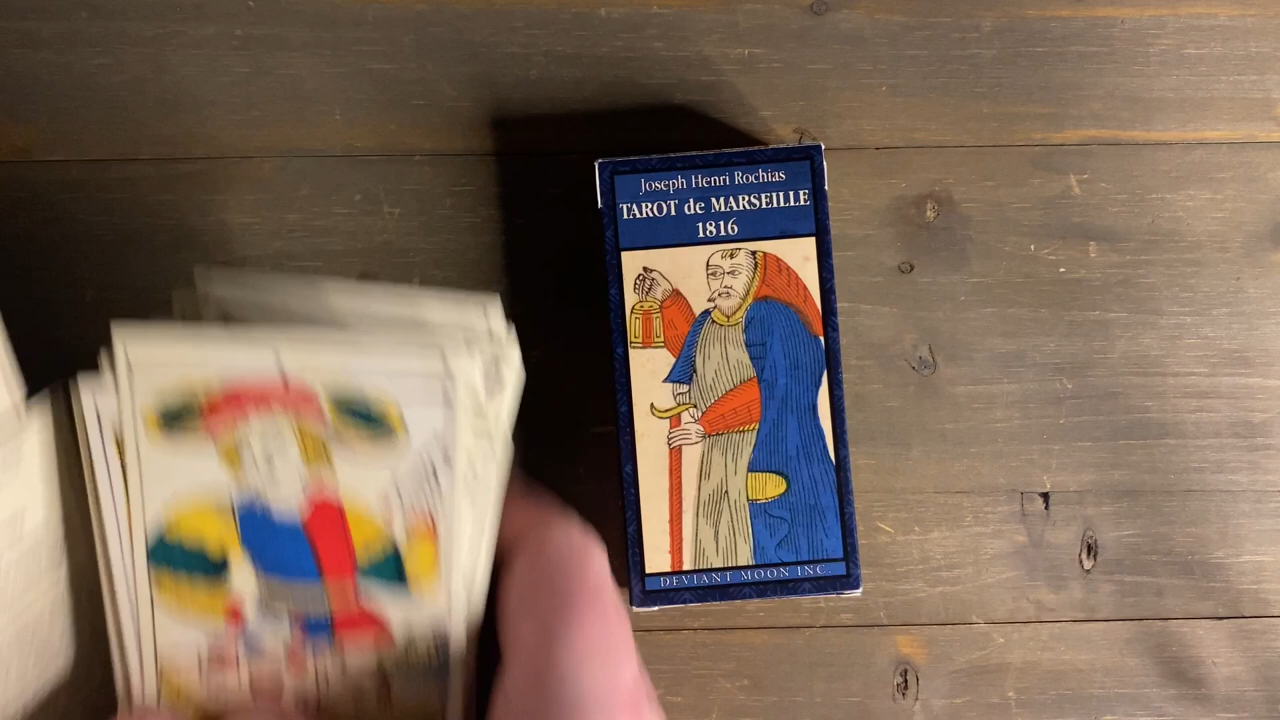 Joseph Henri Rochias
TAROT de MARSEILLE
1816
DEVIANT MOON INC.